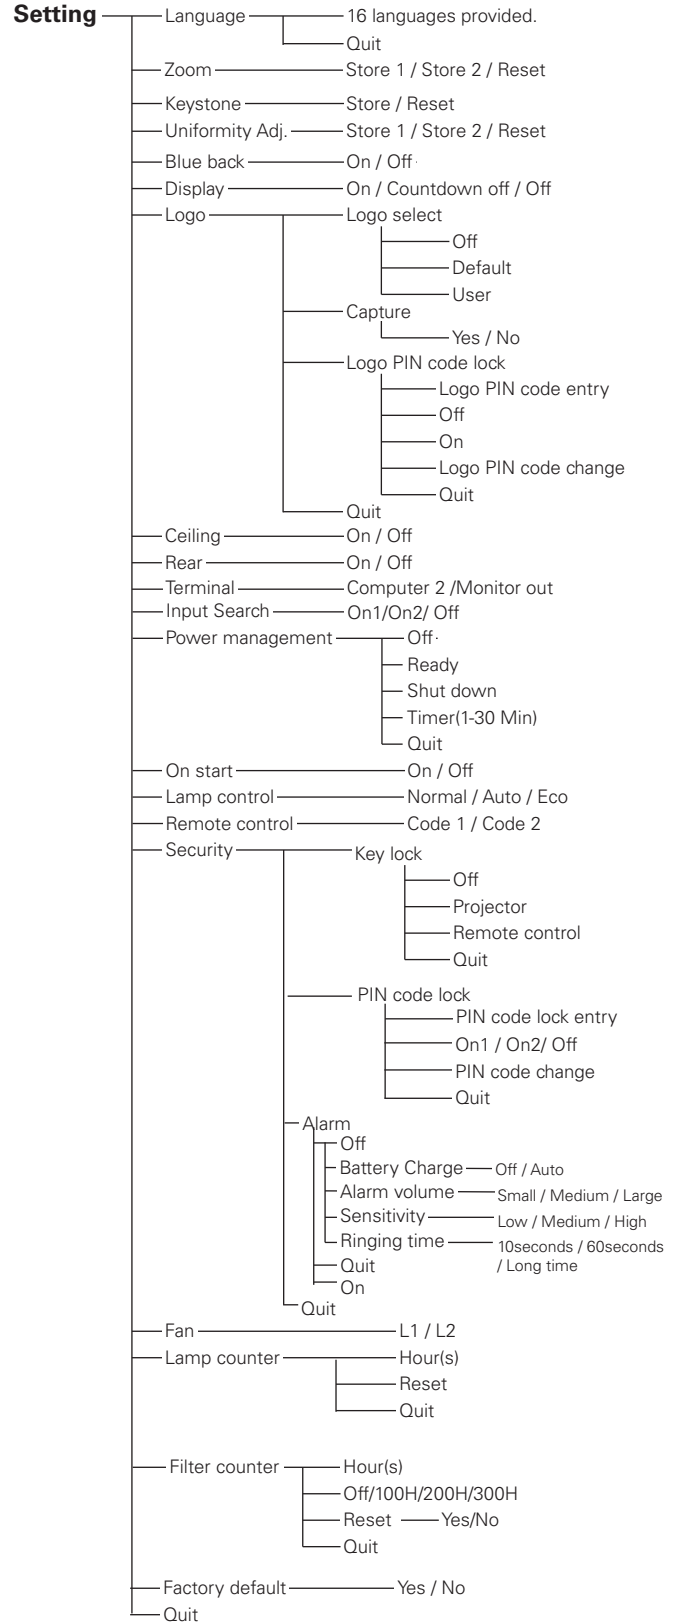 Setting Language 16 languages provided.
Quit
Zoom Store 1 / Store 2 / Reset
Keystone Store / Reset
Uniformity Adj. Store 1 / Store 2 / Reset
Blue back On / Off
Display On / Countdown off / Off
Logo Logo select
Off
Default
User
Capture
Yes / No
Logo PIN code lock
Logo PIN code entry
Off
On
Logo PIN code change
Quit
Quit
Ceiling On / Off
Rear On / Off
Terminal Computer 2 /Monitor out
Input Search On1/On2/ Off
Power management Off
Ready
Shut down
Timer(1-30 Min)
Quit
On start On / Off
Lamp control Normal / Auto / Eco
Remote control Code 1 / Code 2
Security Key lock
Off
Projector
Remote control
Quit
PIN code lock
PIN code lock entry
On1 / On2/ Off
PIN code change
Quit
Alarm
Off
Battery Charge Off / Auto
Alarm volume Small / Medium / Large
Sensitivity Low / Medium / High
Ringing time 10seconds / 60seconds
/ Long time
Quit
On
Quit
Fan L1 / L2
Lamp counter Hour(s)
Reset
Quit
Filter counter Hour(s)
Off/100H/200H/300H
Reset Yes/No
Quit
Factory default Yes / No
Quit